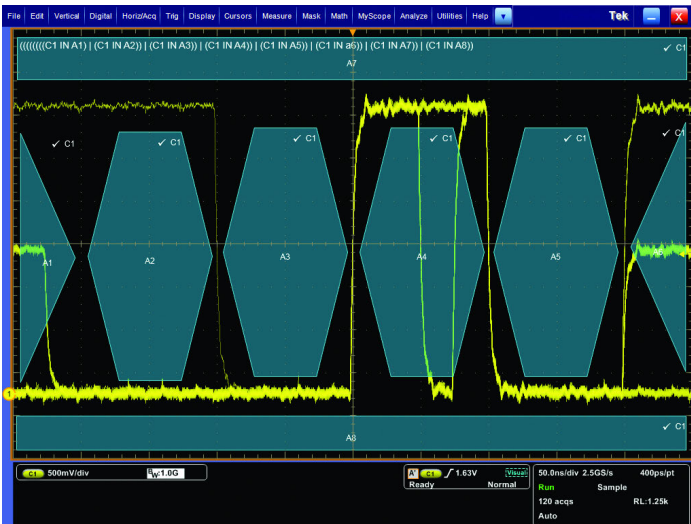 File Edit Vertical Digital Horiz/Acq Trig Display Cursors Measure Mask Math MyScope Analyze Utilities Help Tek
((((((((C1 IN A1) | (C1 IN A2)) | (C1 IN A3)) | (C1 IN A4)) | (C1 IN A5)) | (C1 IN a6)) | (C1 IN A7)) | (C1 IN A8)) ✓ C1
A7
✓ C1 ✓ C1 ✓ C1 ✓ C1 ✓ C1 ✓ C1
A1 A2 A3 A4 A5
1
✓ C1
A8
C1 500mV/div BW:1.0G
A' C1 1.63V Visual
Ready Normal
50.0ns/div 2.5GS/s 400ps/pt
Run Sample
120 acqs RL:1.25k
Auto